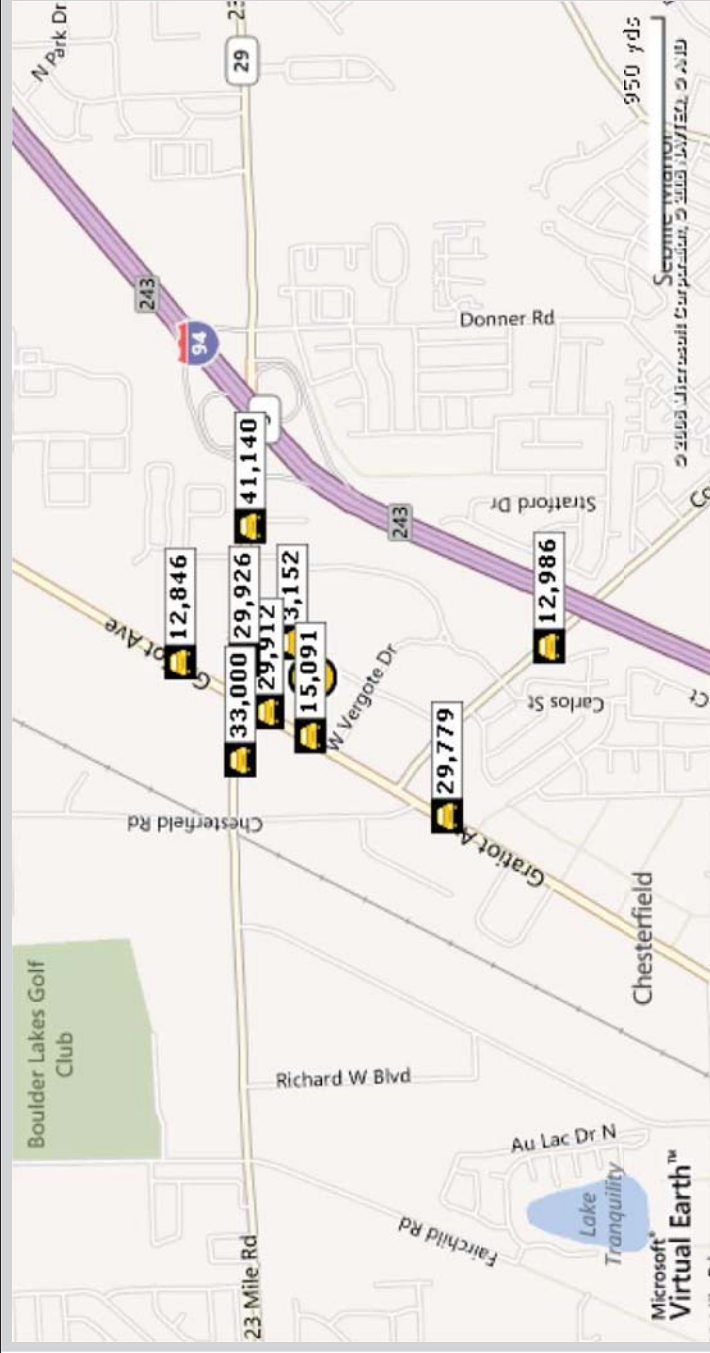 N Park Dr
29
243
94
950 yds
Donner Rd
41,140
243
Stratford Dr
12,846
29,926
3,152
29,912
33,000
15,091
12,986
Gratiot Ave
W Vergote Dr
Carlos St
29,779
Chesterfield Rd
Gratiot A
Chesterfield
Boulder Lakes Golf
Club
Richard W Blvd
Au Lac Dr N
Lake
Tranquility
Fairchild Rd
23 Mile Rd
Microsoft®
Virtual Earth™